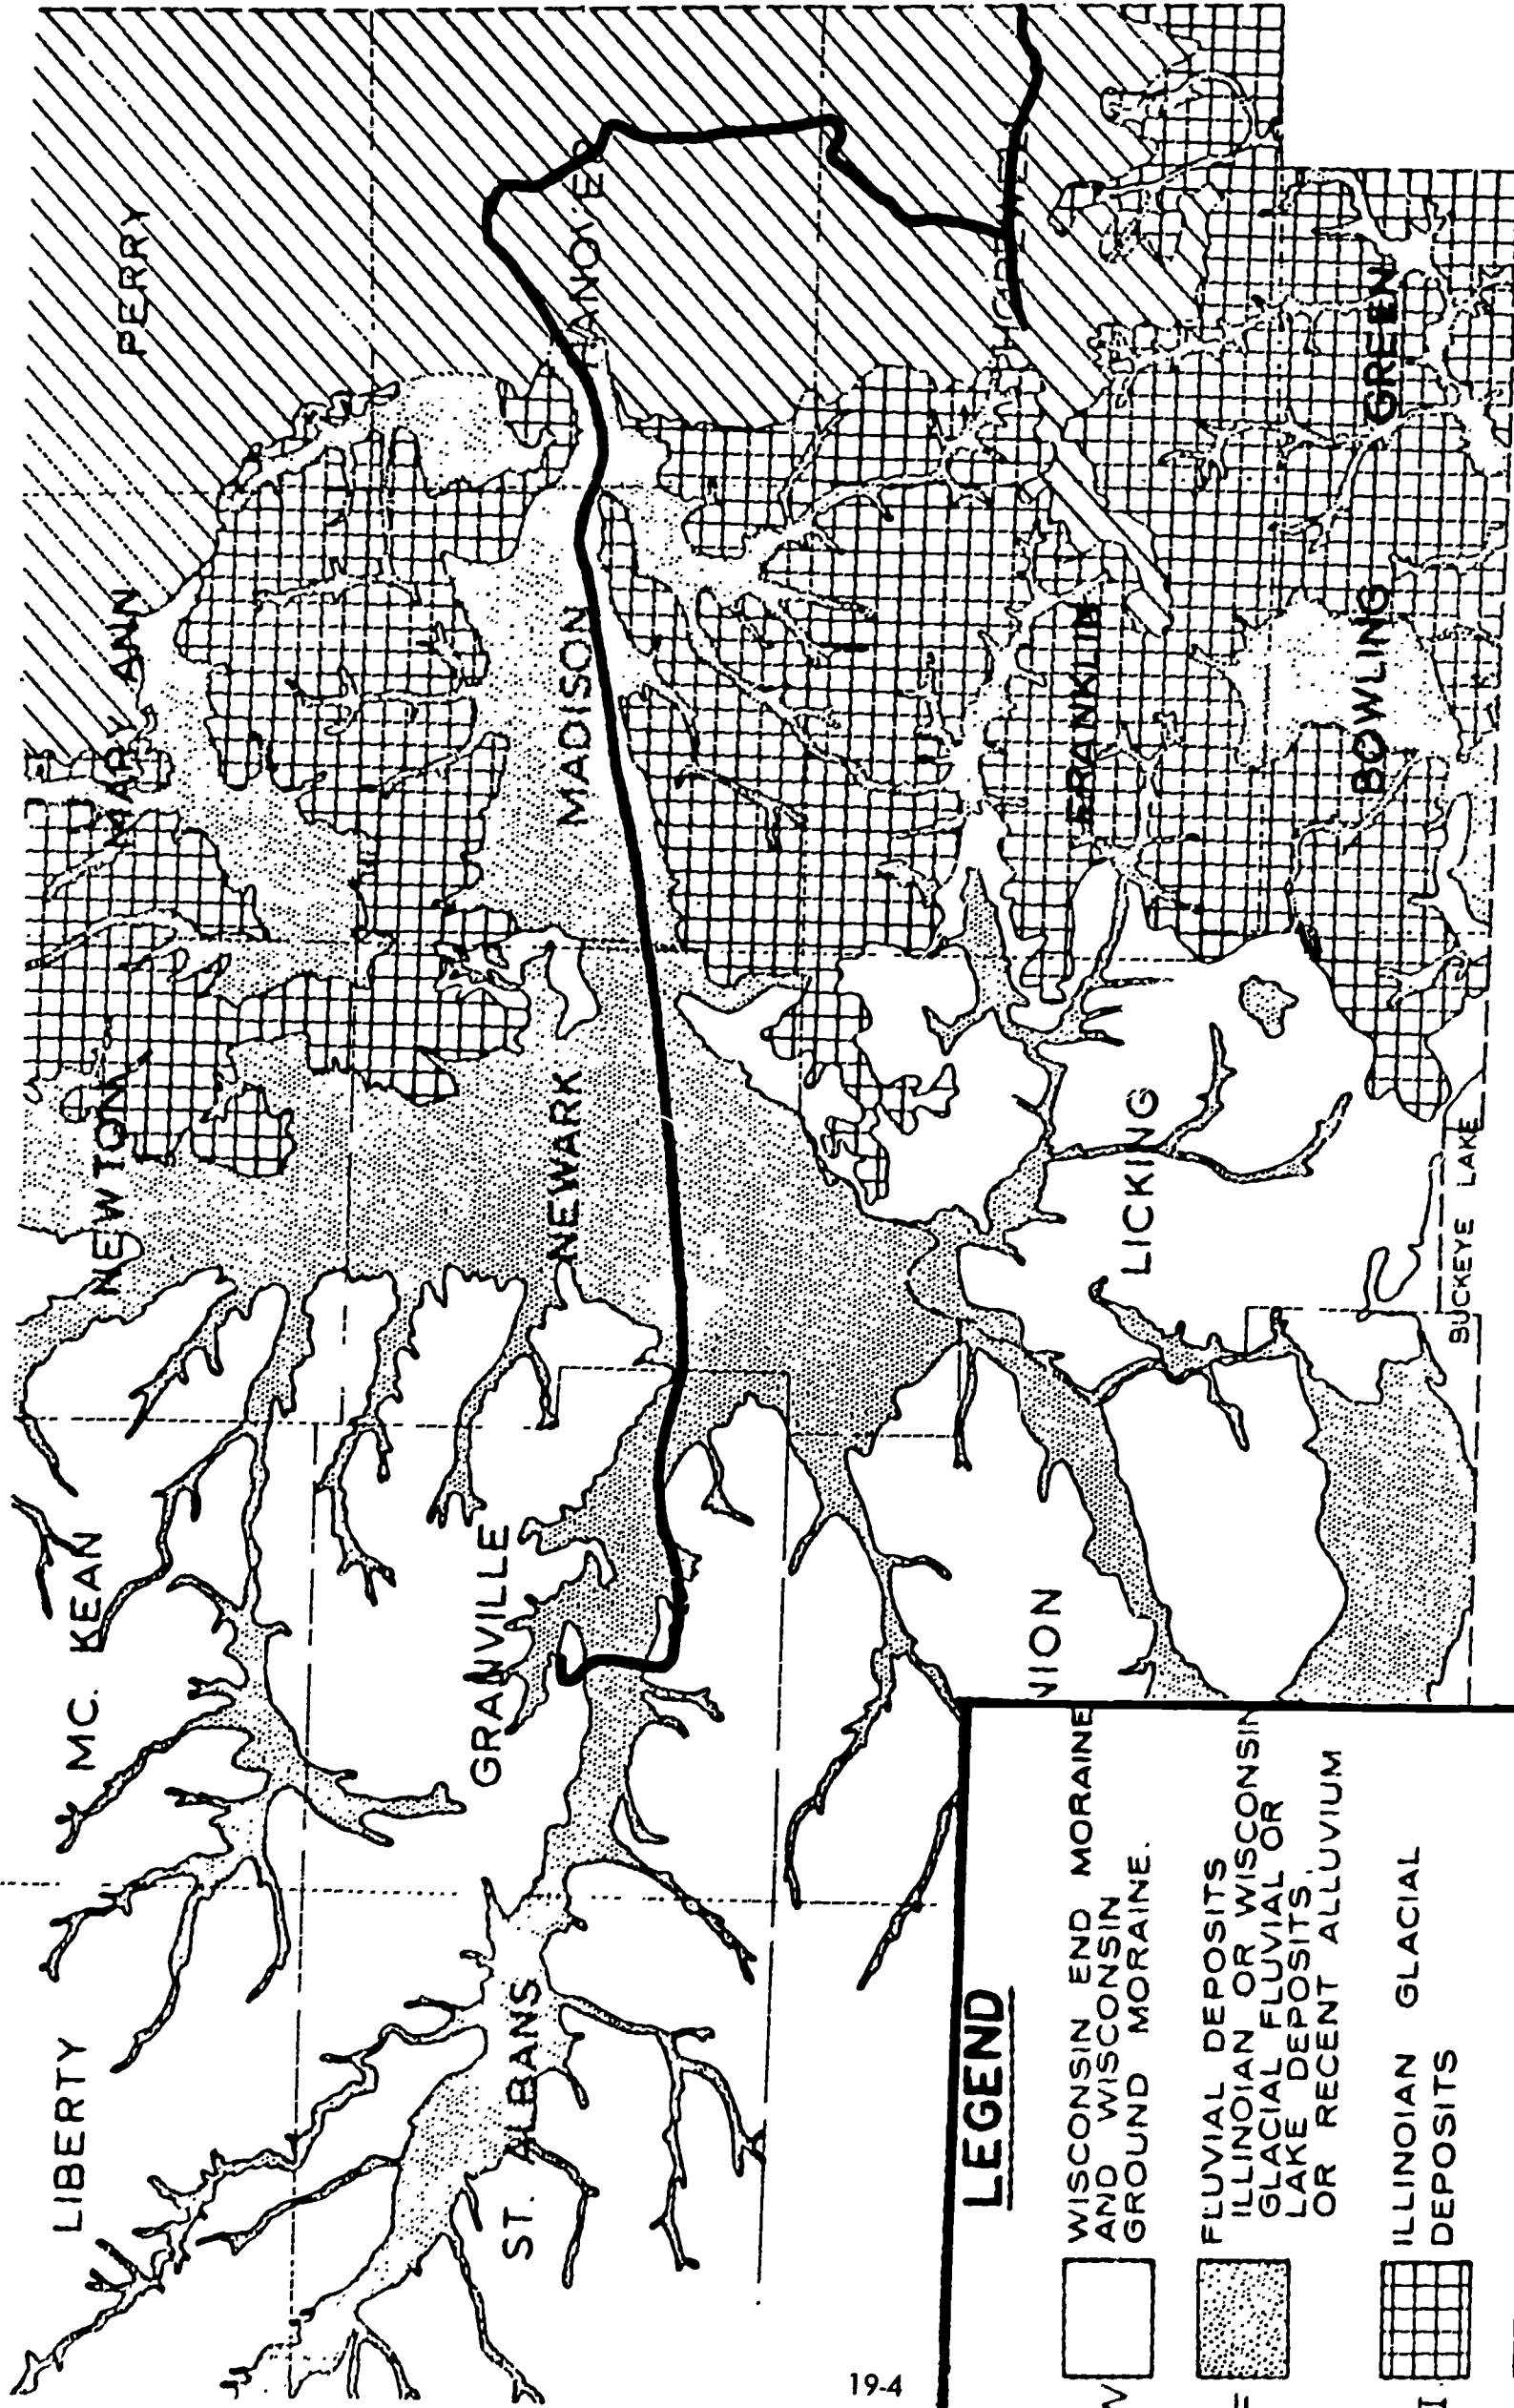 LIBERTY
MC. KEAN
NEWTON
MARY ANN
PERRY
ST. ALBANS
GRANVILLE
NEWARK
MADISON
HANOVER
UNION
LICKING
FRANKLIN
BOWLING GREEN
BUCKEYE LAKE
LEGEND
WISCONSIN END MORAINE
AND WISCONSIN
GROUND MORAINE.
FLUVIAL DEPOSITS
ILLINOIAN OR WISCONSIN
GLACIAL FLUVIAL OR
LAKE DEPOSITS,
OR RECENT ALLUVIUM
ILLINOIAN GLACIAL
DEPOSITS
19-4